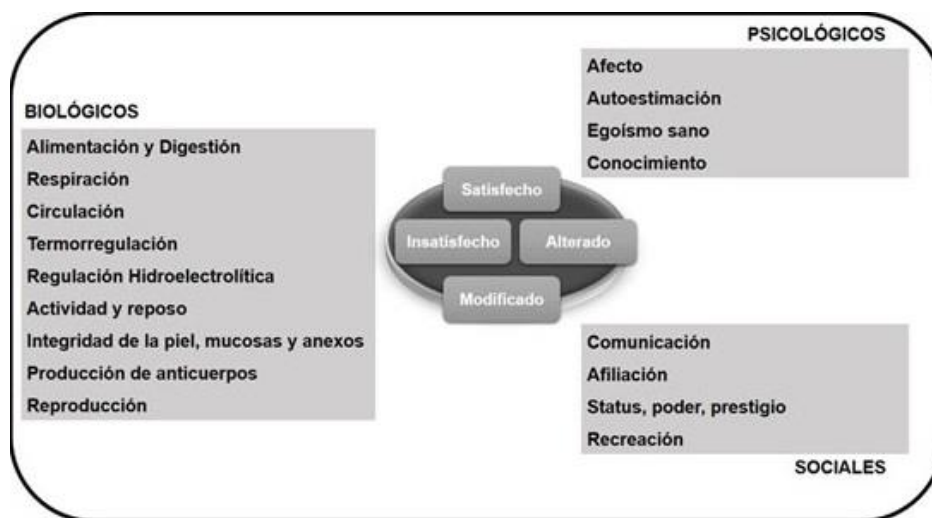 PSICOLÓGICOS
Afecto
Autoestimación
Egoísmo sano
Conocimiento
BIOLÓGICOS
Alimentación y Digestión
Respiración
Circulación
Termorregulación
Regulación Hidroelectrolítica
Actividad y reposo
Integridad de la piel, mucosas y anexos
Producción de anticuerpos
Reproducción
Satisfecho
Insatisfecho
Alterado
Modificado
Comunicación
Afiliación
Status, poder, prestigio
Recreación
SOCIALES